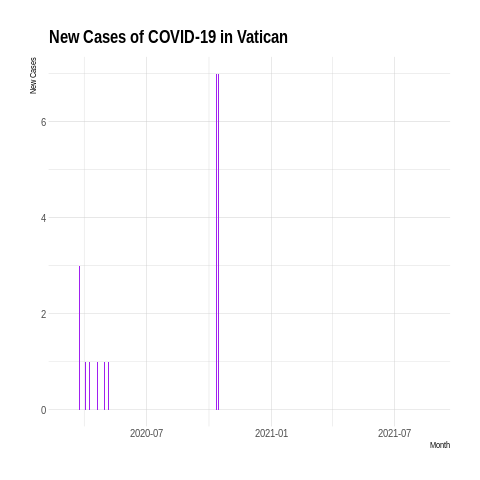 New Cases of COVID-19 in Vatican
New Cases
6
4
2
0
2020-07
2021-01
2021-07
Month